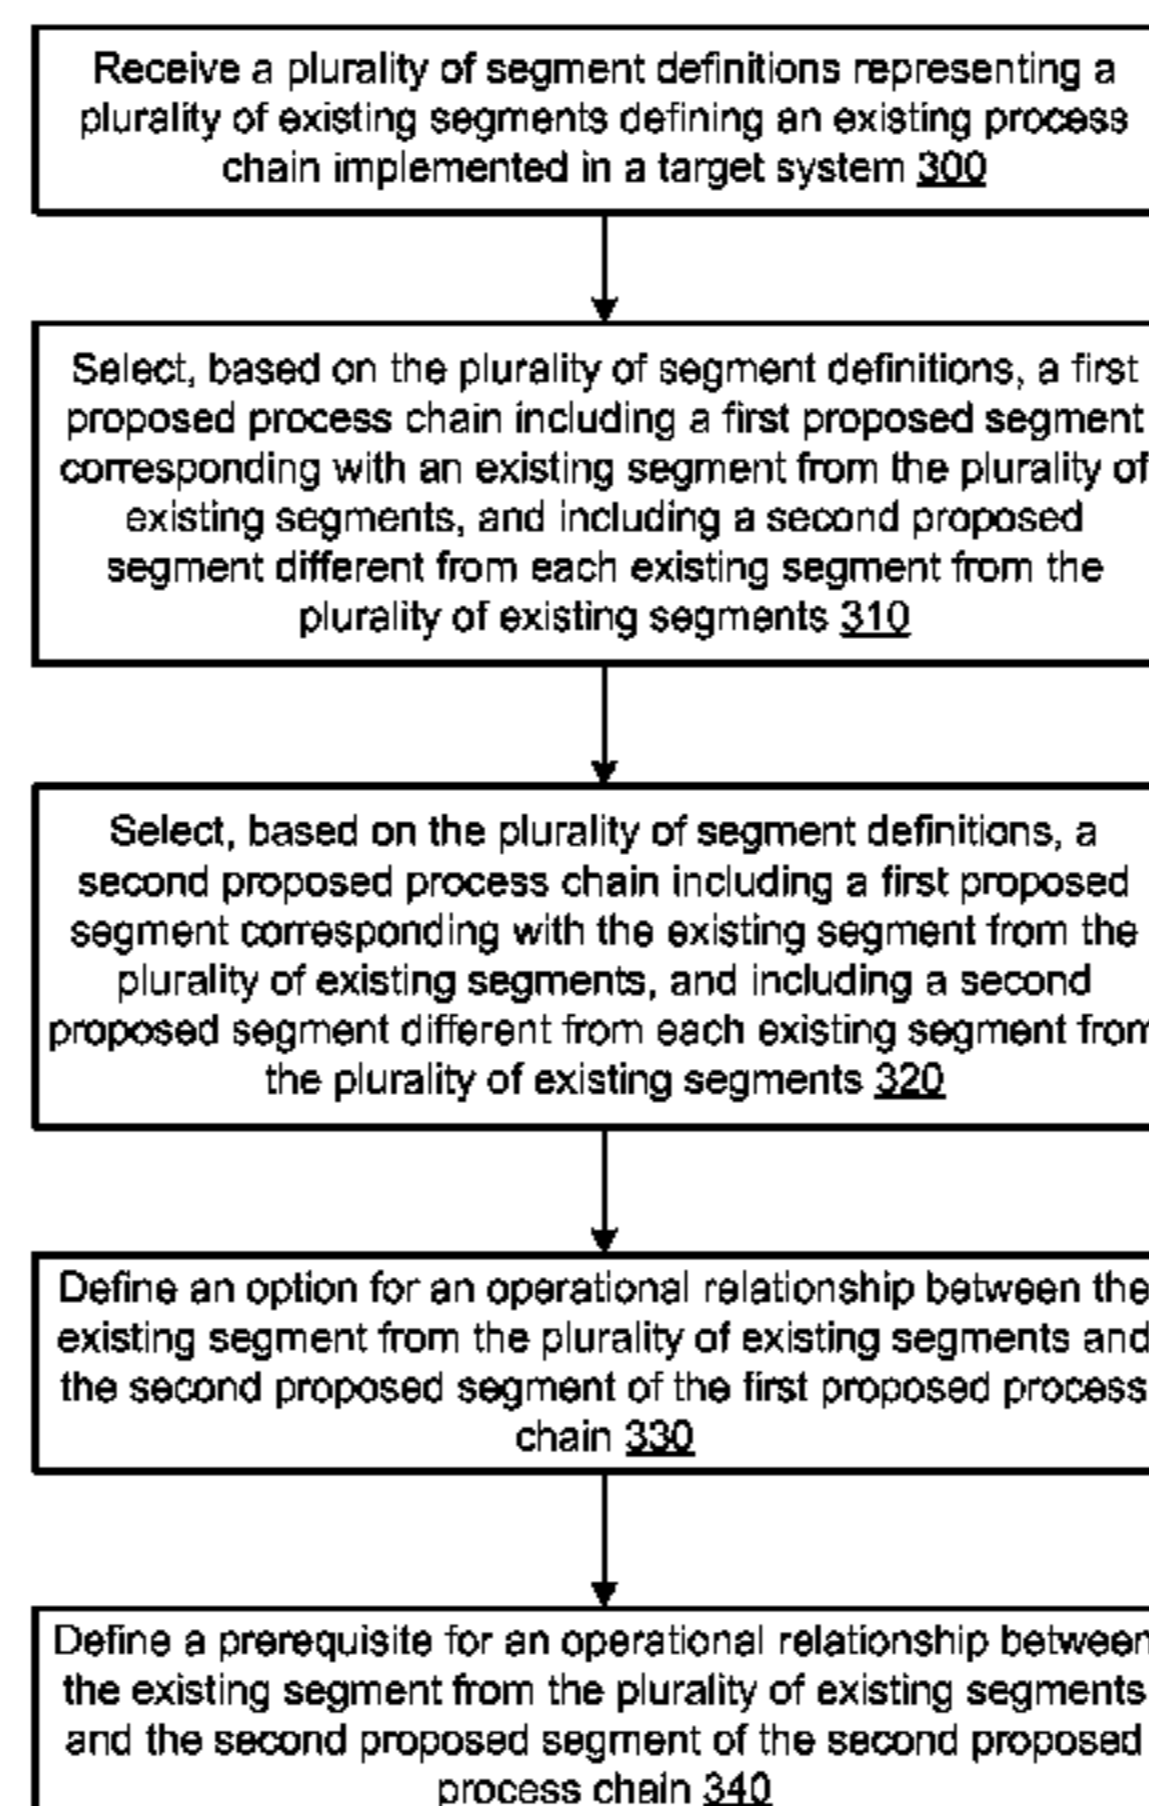 Receive a plurality of segment definitions representing a
plurality of existing segments defining an existing process
chain implemented in a target system 300
Select, based on the plurality of segment definitions, a first
proposed process chain including a first proposed segment
corresponding with an existing segment from the plurality of
existing segments, and including a second proposed
segment different from each existing segment from the
plurality of existing segments 310
Select, based on the plurality of segment definitions, a
second proposed process chain including a first proposed
segment corresponding with the existing segment from the
plurality of existing segments, and including a second
proposed segment different from each existing segment from
the plurality of existing segments 320
Define an option for an operational relationship between the
existing segment from the plurality of existing segments and
the second proposed segment of the first proposed process
chain 330
Define a prerequisite for an operational relationship between
the existing segment from the plurality of existing segments
and the second proposed segment of the second proposed
process chain 340